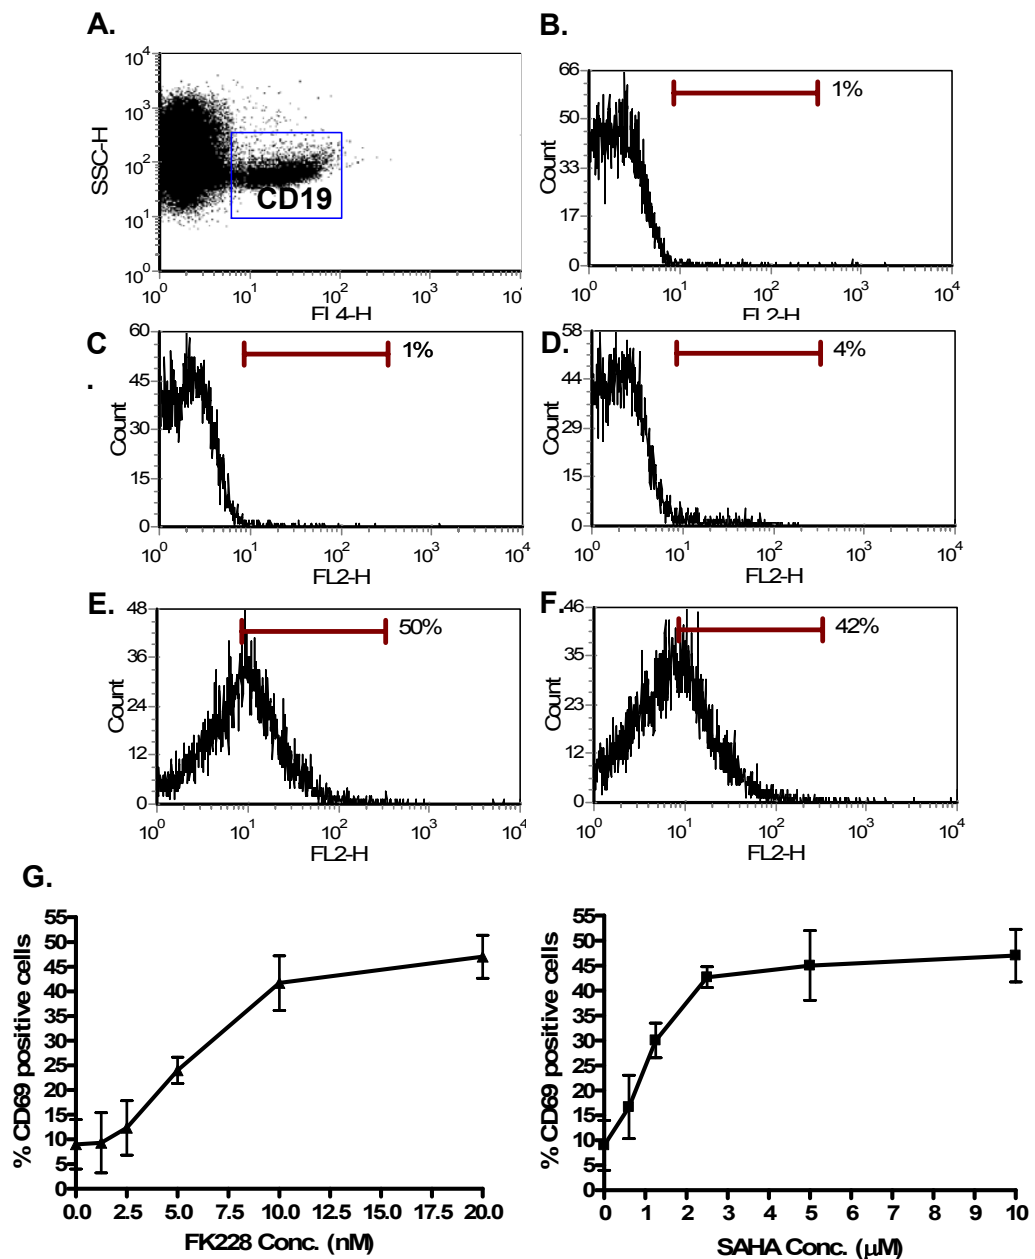 A.
B.
SSC-H
10^4
10^3
10^2
10^1
10^0
CD19
10^0 10^1 10^2 10^3 10^4
FL4-H
Count
66
50
33
17
0
1%
10^0 10^1 10^2 10^3 10^4
FL2-H
C
.
D.
Count
60
45
30
15
0
1%
10^0 10^1 10^2 10^3 10^4
FL2-H
Count
58
44
29
15
0
4%
10^0 10^1 10^2 10^3 10^4
FL2-H
E.
F.
Count
48
36
24
12
0
50%
10^0 10^1 10^2 10^3 10^4
FL2-H
Count
46
35
23
12
0
42%
10^0 10^1 10^2 10^3 10^4
FL2-H
G.
% CD69 positive cells
55
50
45
40
35
30
25
20
15
10
5
0
0.0 2.5 5.0 7.5 10.0 12.5 15.0 17.5 20.0
FK228 Conc. (nM)
% CD69 positive cells
55
50
45
40
35
30
25
20
15
10
5
0
0 1 2 3 4 5 6 7 8 9 10
SAHA Conc. (μM)